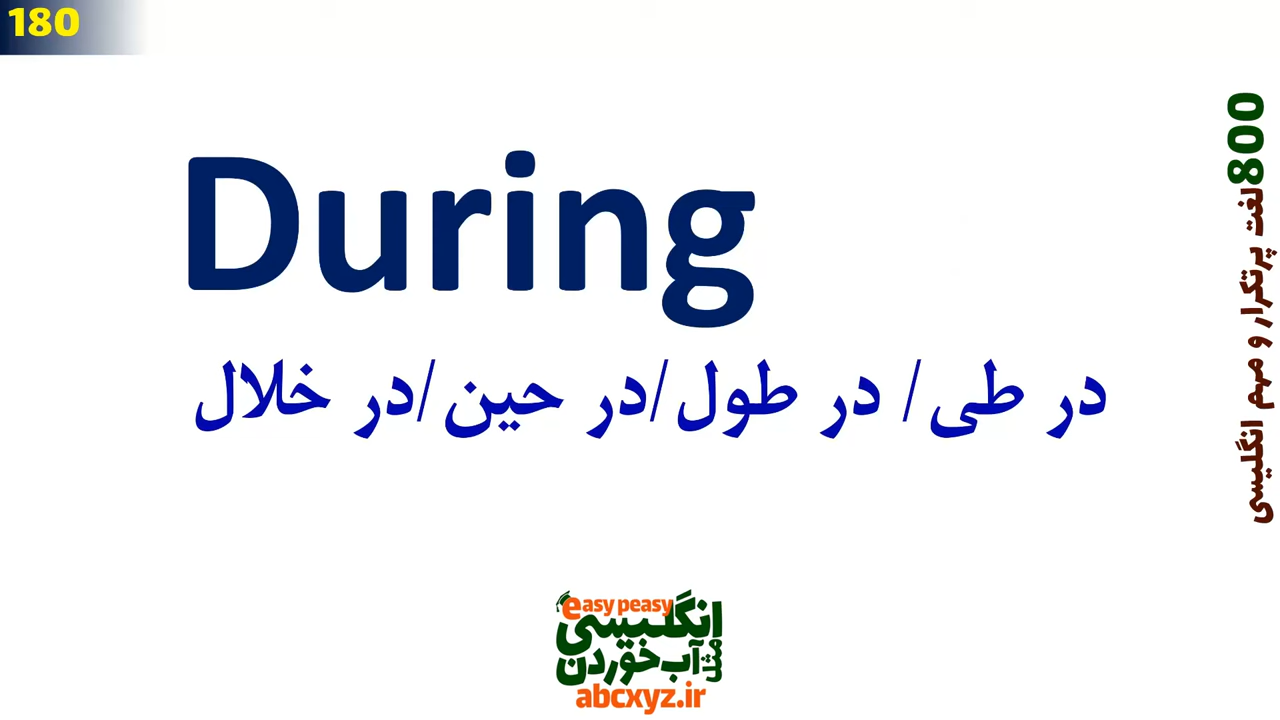 180
During
در طی/ در طول/در حین/در خلال
800 لغت پرتکرار و مهم انگلیسی
easy peasy
انگلیسی
مثل آب خوردن
abcxyz.ir